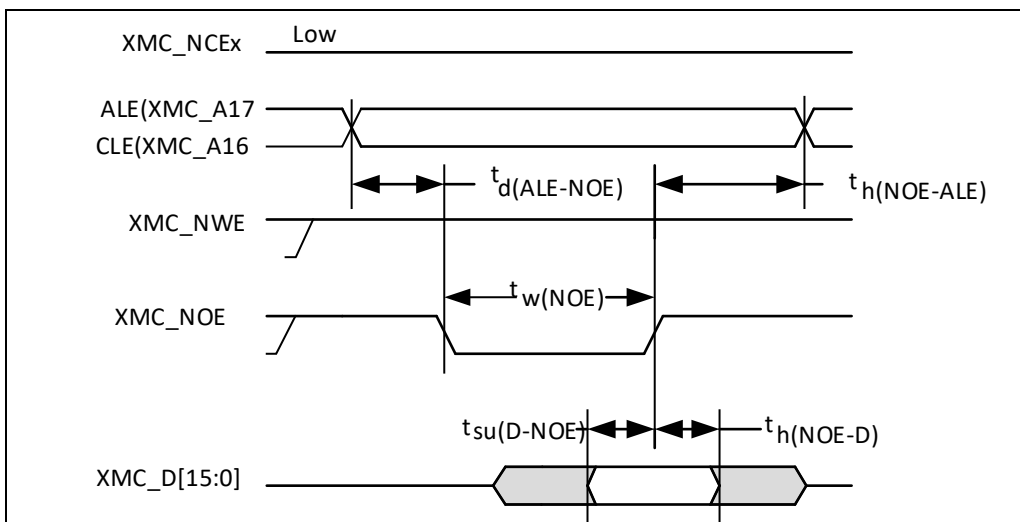 XMC_NCEx Low
ALE(XMC_A17
CLE(XMC_A16
td(ALE-NOE) th(NOE-ALE)
XMC_NWE
tw(NOE)
XMC_NOE
tsu(D-NOE) th(NOE-D)
XMC_D[15:0]